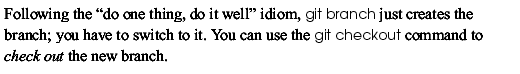 Following the “do one thing, do it well” idiom, git branch just creates the
branch; you have to switch to it. You can use the git checkout command to
check out the new branch.